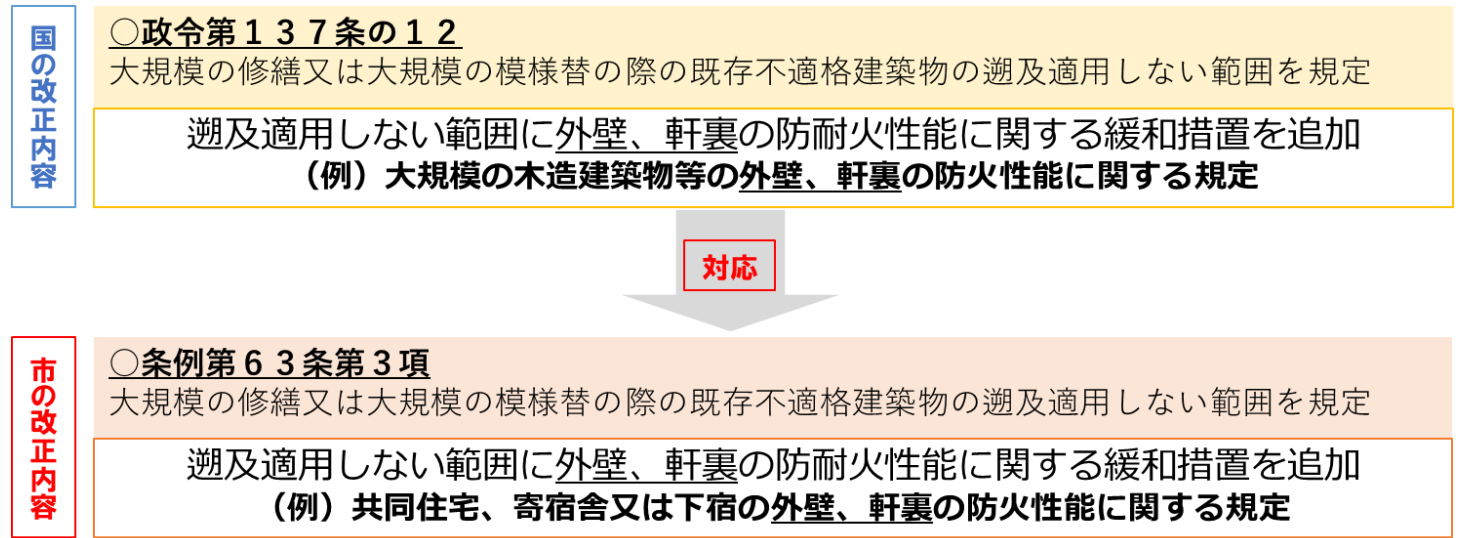 国の改正内容
○政令第１３７条の１２
大規模の修繕又は大規模の模様替の際の既存不適格建築物の遡及適用しない範囲を規定
遡及適用しない範囲に外壁、軒裏の防耐火性能に関する緩和措置を追加
（例）大規模の木造建築物等の外壁、軒裏の防火性能に関する規定
対応
市の改正内容
○条例第６３条第３項
大規模の修繕又は大規模の模様替の際の既存不適格建築物の遡及適用しない範囲を規定
遡及適用しない範囲に外壁、軒裏の防耐火性能に関する緩和措置を追加
（例）共同住宅、寄宿舎又は下宿の外壁、軒裏の防火性能に関する規定